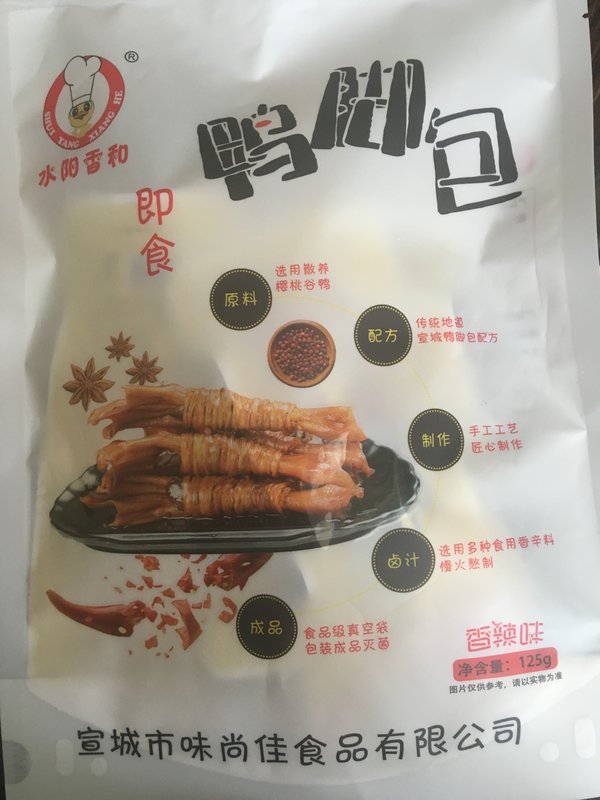 ®
SHUI YANG XIANG HE
水阳香和
鸭脚包
即食
原料
选用散养
樱桃谷鸭
配方
传统地道
宣城鸭脚包配方
制作
手工工艺
匠心制作
卤汁
选用多种食用香辛料
慢火熬制
成品
食品级真空袋
包装成品灭菌
香辣味
净含量：125g
图片仅供参考，请以实物为准
宣城市味尚佳食品有限公司